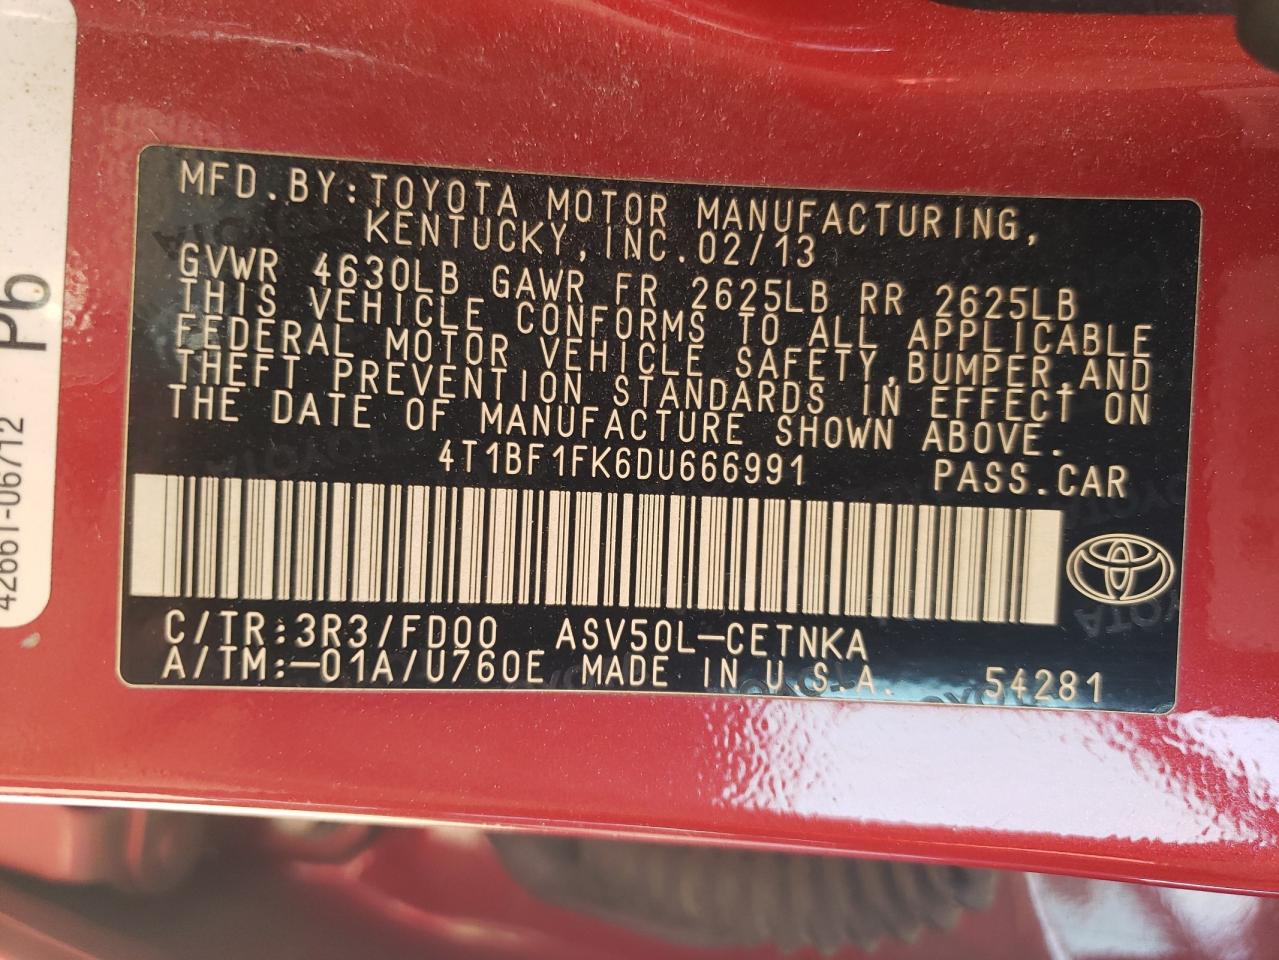 MFD.BY:TOYOTA MOTOR MANUFACTURING,
KENTUCKY,INC.02/13
GVWR 4630LB GAWR FR 2625LB RR 2625LB
THIS VEHICLE CONFORMS TO ALL APPLICABLE
FEDERAL MOTOR VEHICLE SAFETY,BUMPER,AND
THEFT PREVENTION STANDARDS IN EFFECT ON
THE DATE OF MANUFACTURE SHOWN ABOVE.
4T1BF1FK6DU666991 PASS.CAR
C/TR:3R3/FD00 ASV50L-CETNKA
A/TM:-01A/U760E MADE IN U.S.A. 54281
42661-06712 Pb